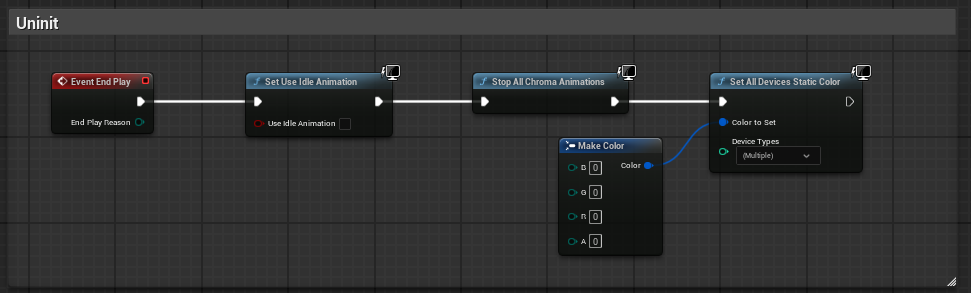 Uninit
Event End Play
End Play Reason
Set Use Idle Animation
Use Idle Animation
Stop All Chroma Animations
Set All Devices Static Color
Color to Set
Device Types
(Multiple)
Make Color
Color
B 0
G 0
R 0
A 0